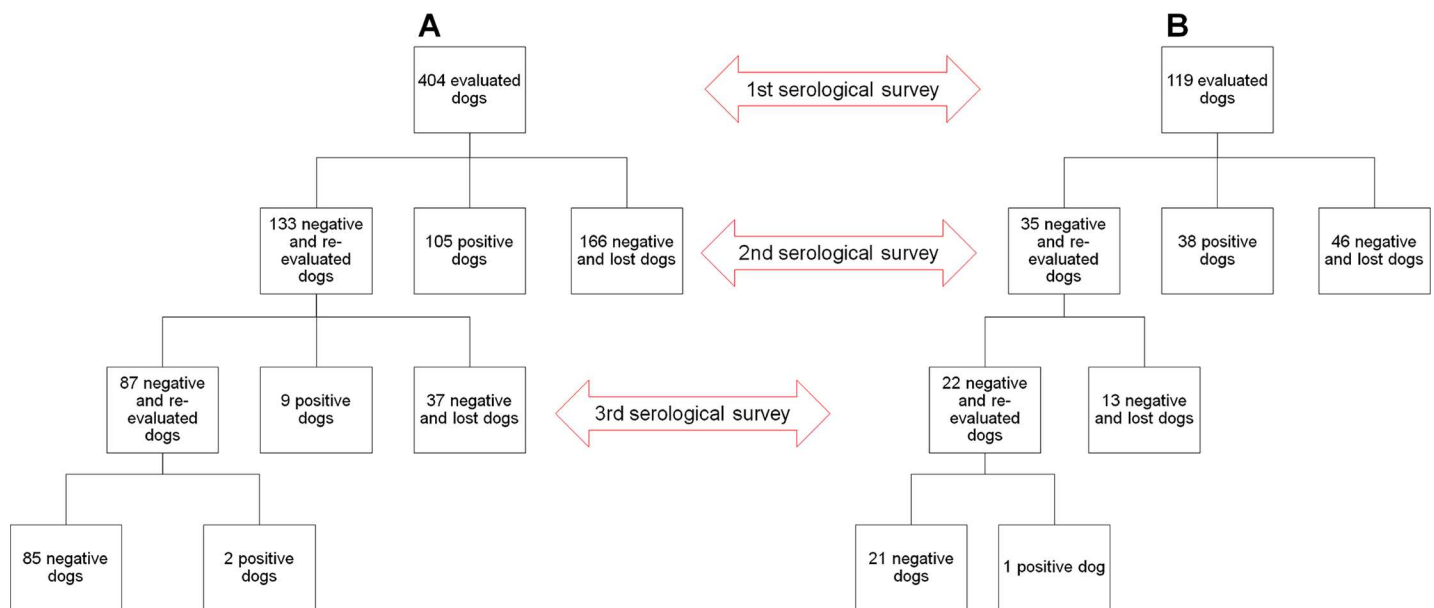 A
B
404 evaluated
dogs
1st serological survey
119 evaluated
dogs
133 negative
and re-
evaluated
dogs
105 positive
dogs
166 negative
and lost dogs
2nd serological survey
35 negative
and re-
evaluated
dogs
38 positive
dogs
46 negative
and lost dogs
87 negative
and re-
evaluated
dogs
9 positive
dogs
37 negative
and lost dogs
3rd serological survey
22 negative
and re-
evaluated
dogs
13 negative
and lost dogs
85 negative
dogs
2 positive
dogs
21 negative
dogs
1 positive dog